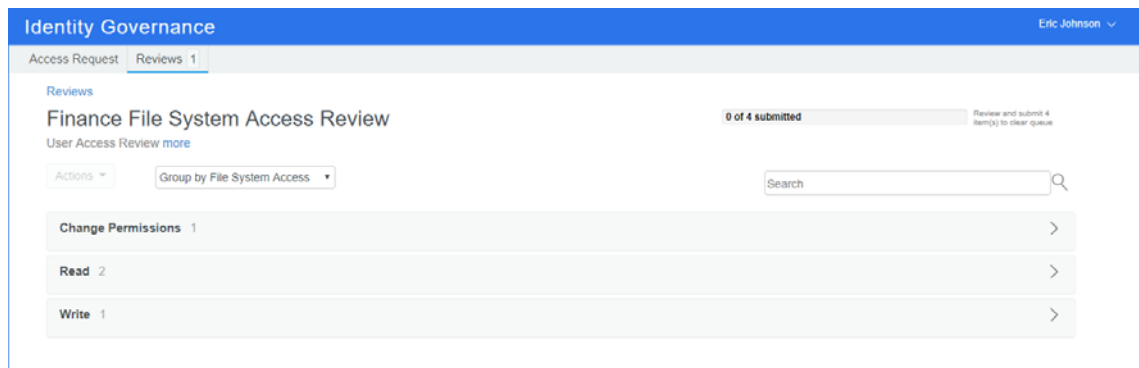 Identity Governance
Eric Johnson
Access Request Reviews 1
Reviews
Finance File System Access Review
0 of 4 submitted
Review and submit 4
item(s) to clear queue
User Access Review more
Actions
Group by File System Access
Search
Change Permissions 1
Read 2
Write 1